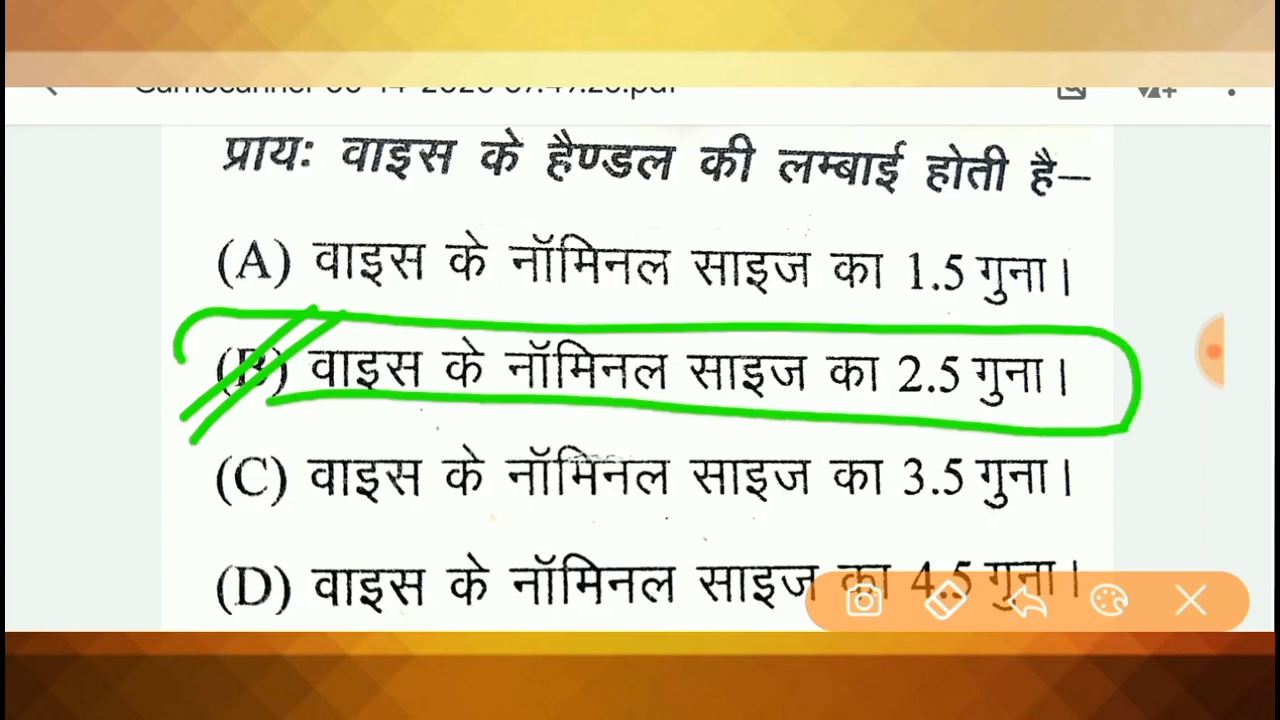 प्रायः वाइस के हैण्डल की लम्बाई होती है—
(A) वाइस के नॉमिनल साइज का 1.5 गुना।
(B) वाइस के नॉमिनल साइज का 2.5 गुना।
(C) वाइस के नॉमिनल साइज का 3.5 गुना।
(D) वाइस के नॉमिनल साइज का 4.5 गुना।